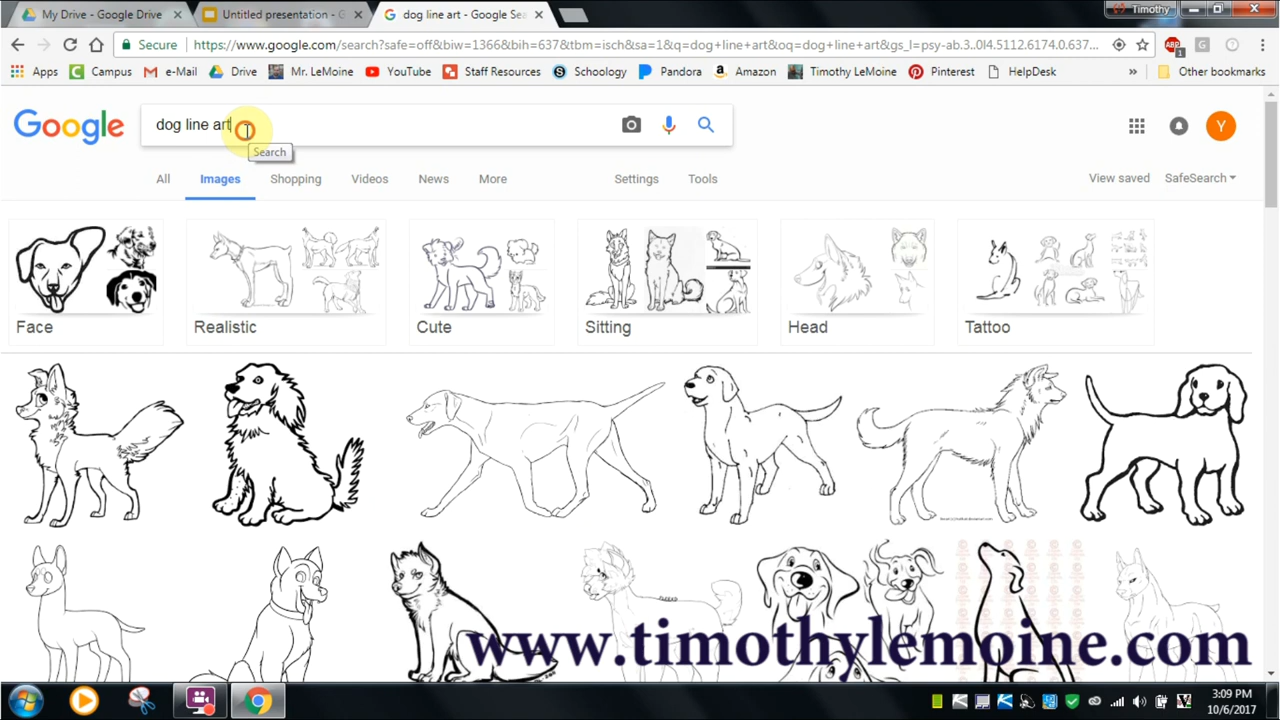 My Drive - Google Drive
Untitled presentation - G
dog line art - Google Sea
Timothy
Secure
https://www.google.com/search?safe=off&biw=1366&bih=637&tbm=isch&sa=1&q=dog+line+art&oq=dog+line+art&gs_l=psy-ab.3..0l4.5112.6174.0.637...
Apps
Campus
e-Mail
Drive
Mr. LeMoine
YouTube
Staff Resources
Schoology
Pandora
Amazon
Timothy LeMoine
Pinterest
HelpDesk
»
Other bookmarks
Google
dog line art
Y
Search
All
Images
Shopping
Videos
News
More
Settings
Tools
View saved
SafeSearch
Face
Realistic
Cute
Sitting
Head
Tattoo
www.timothylemoine.com
3:09 PM
10/6/2017